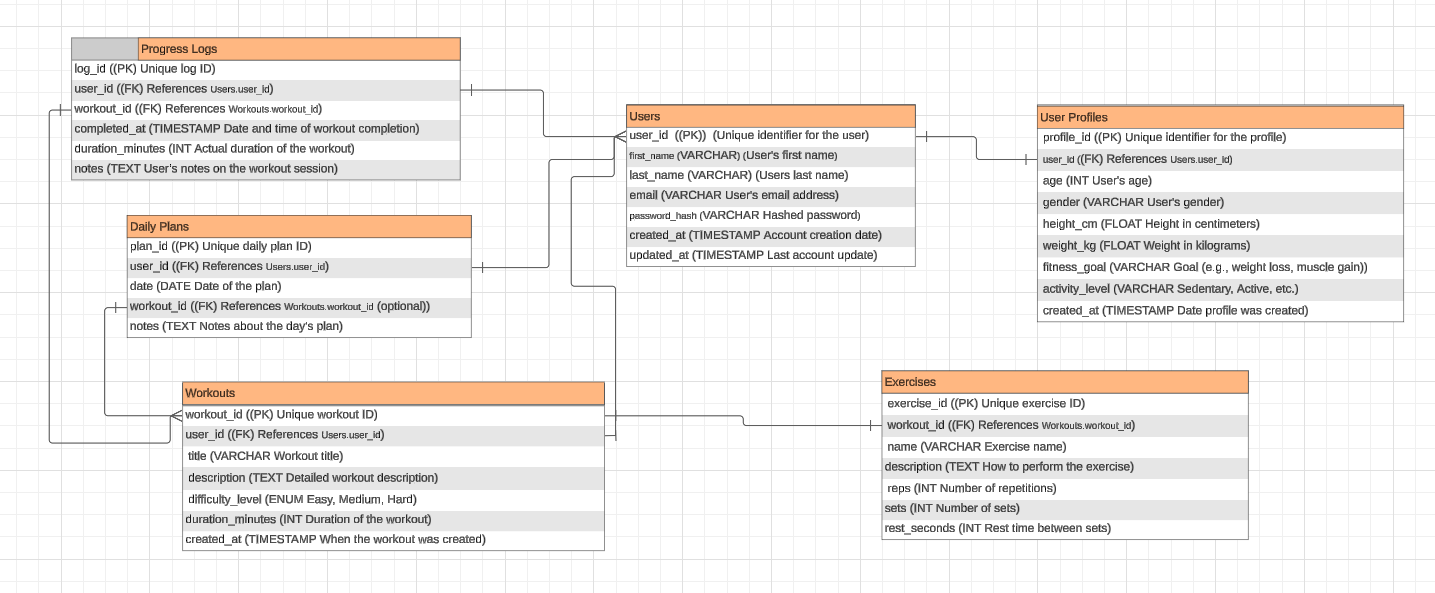 Progress Logs
log_id ((PK) Unique log ID)
user_id ((FK) References Users.user_id)
workout_id ((FK) References Workouts.workout_id)
completed_at (TIMESTAMP Date and time of workout completion)
duration_minutes (INT Actual duration of the workout)
notes (TEXT User's notes on the workout session)
Daily Plans
plan_id ((PK) Unique daily plan ID)
user_id ((FK) References Users.user_id)
date (DATE Date of the plan)
workout_id ((FK) References Workouts.workout_id (optional))
notes (TEXT Notes about the day's plan)
Workouts
workout_id ((PK) Unique workout ID)
user_id ((FK) References Users.user_id)
title (VARCHAR Workout title)
description (TEXT Detailed workout description)
difficulty_level (ENUM Easy, Medium, Hard)
duration_minutes (INT Duration of the workout)
created_at (TIMESTAMP When the workout was created)
Users
user_id ((PK)) (Unique identifier for the user)
first_name (VARCHAR) (User's first name)
last_name (VARCHAR) (Users last name)
email (VARCHAR User's email address)
password_hash (VARCHAR Hashed password)
created_at (TIMESTAMP Account creation date)
updated_at (TIMESTAMP Last account update)
User Profiles
profile_id ((PK) Unique identifier for the profile)
user_id ((FK) References Users.user_id)
age (INT User's age)
gender (VARCHAR User's gender)
height_cm (FLOAT Height in centimeters)
weight_kg (FLOAT Weight in kilograms)
fitness_goal (VARCHAR Goal (e.g., weight loss, muscle gain))
activity_level (VARCHAR Sedentary, Active, etc.)
created_at (TIMESTAMP Date profile was created)
Exercises
exercise_id ((PK) Unique exercise ID)
workout_id ((FK) References Workouts.workout_id)
name (VARCHAR Exercise name)
description (TEXT How to perform the exercise)
reps (INT Number of repetitions)
sets (INT Number of sets)
rest_seconds (INT Rest time between sets)